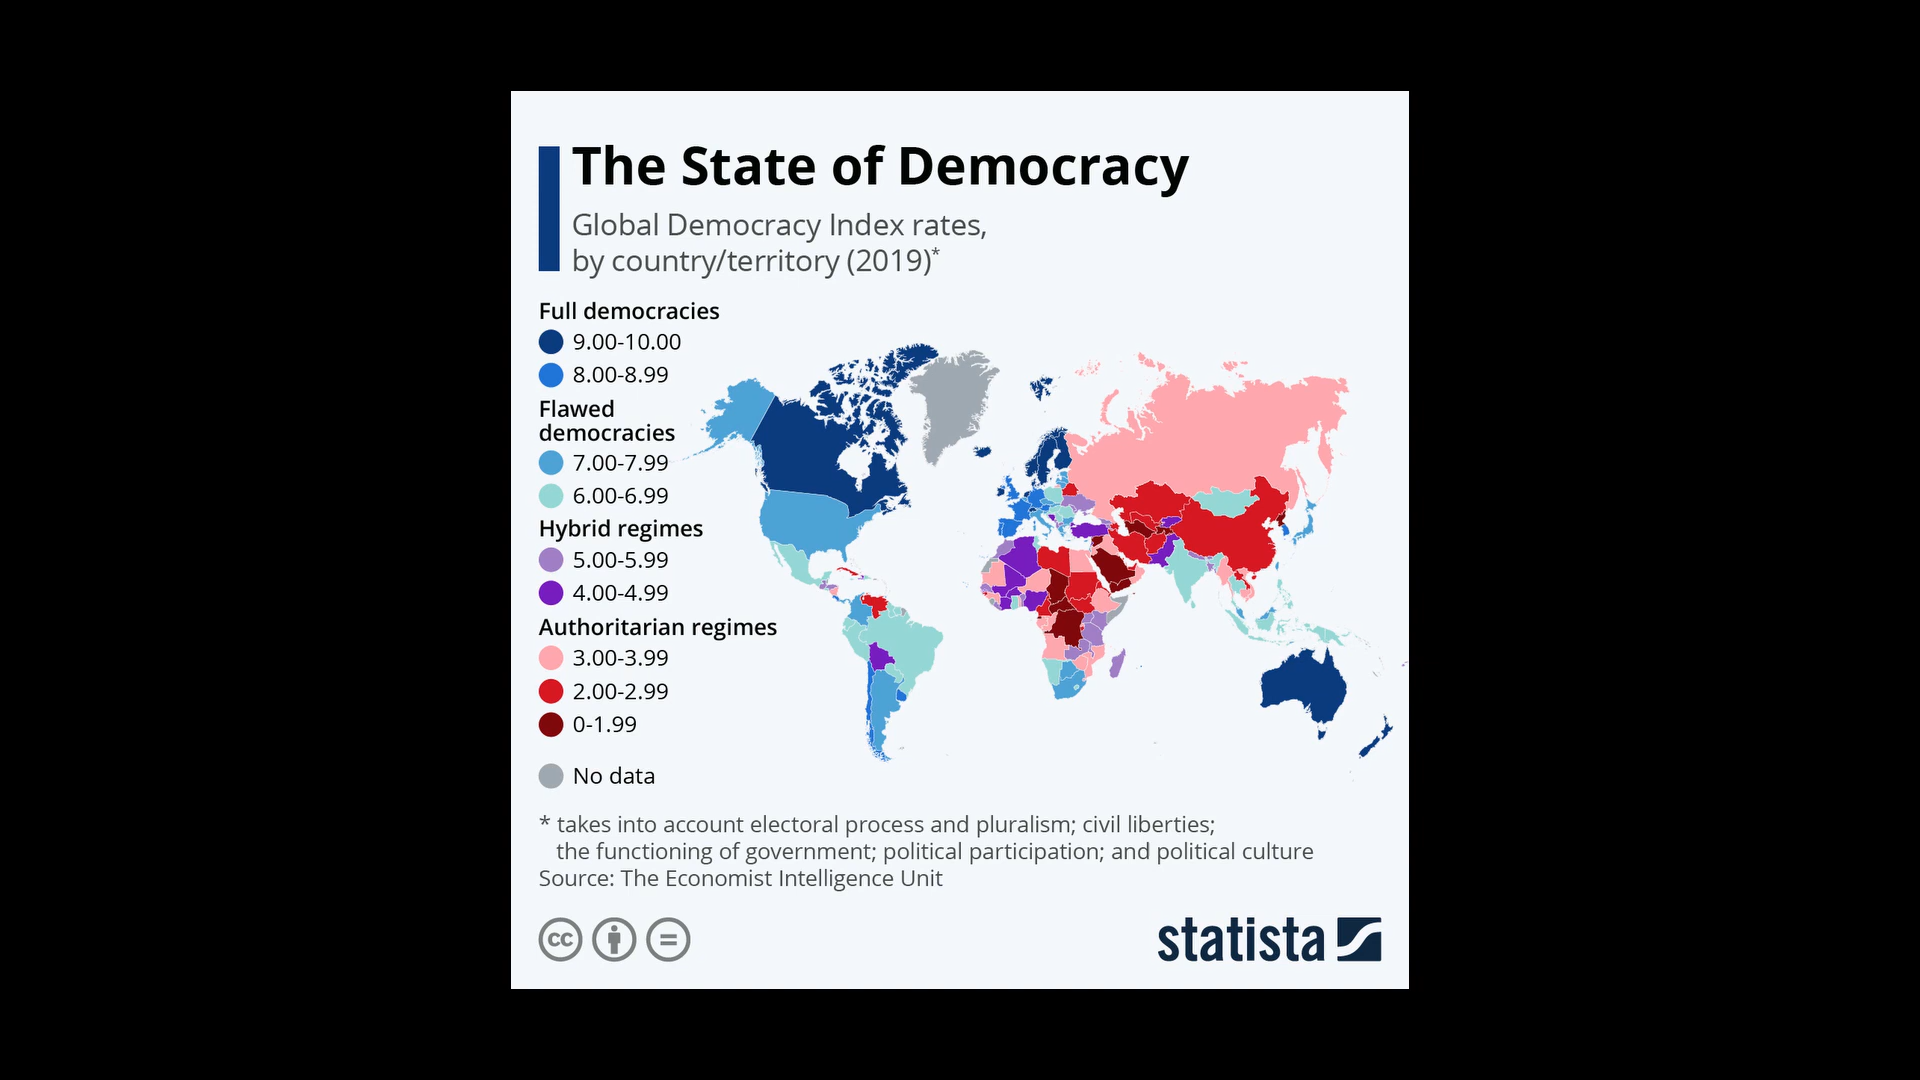 The State of Democracy
Global Democracy Index rates,
by country/territory (2019)*
Full democracies
9.00-10.00
8.00-8.99
Flawed
democracies
7.00-7.99
6.00-6.99
Hybrid regimes
5.00-5.99
4.00-4.99
Authoritarian regimes
3.00-3.99
2.00-2.99
0-1.99
No data
* takes into account electoral process and pluralism; civil liberties;
the functioning of government; political participation; and political culture
Source: The Economist Intelligence Unit
cc
statista